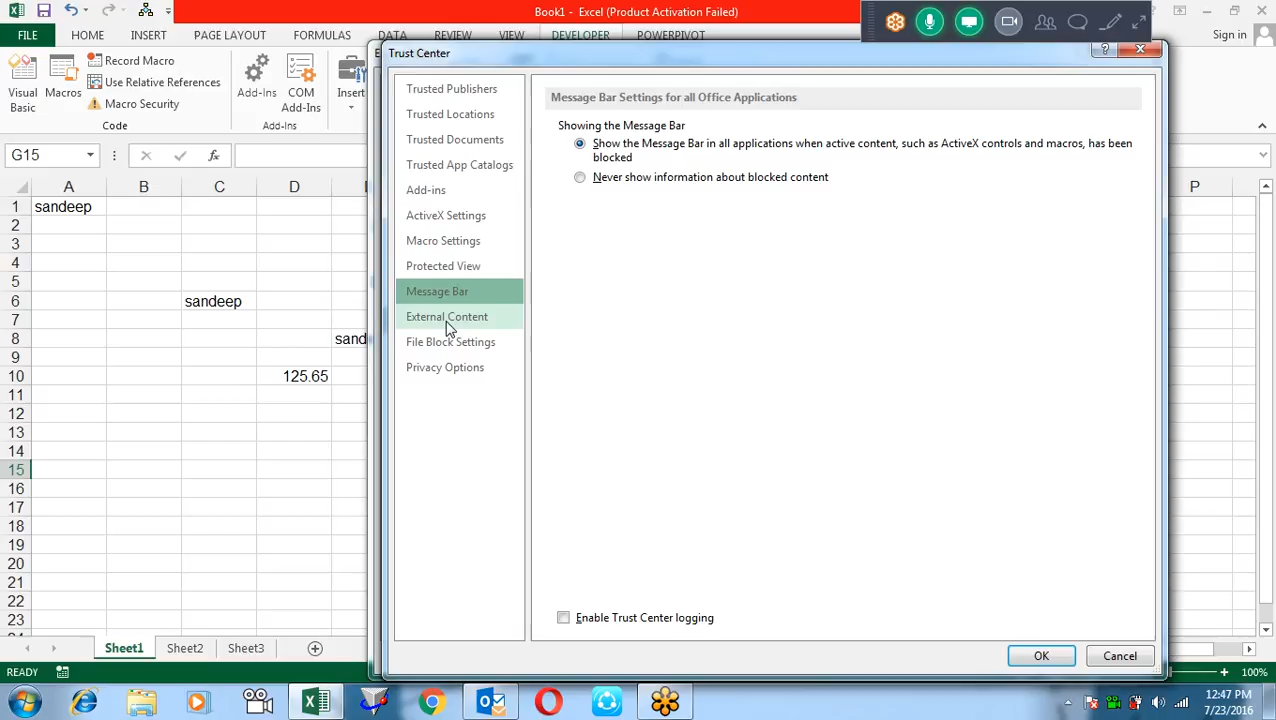 Book1 - Excel (Product Activation Failed)
FILE HOME INSERT PAGE LAYOUT FORMULAS DATA REVIEW VIEW DEVELOPER POWERPIVOT Sign in
Visual Basic
Macros
Record Macro
Use Relative References
Macro Security
Code
Add-Ins
COM Add-Ins
Add-Ins
Insert
G15
fx
A B C D P
1 sandeep
2
3
4
5
6 sandeep
7
8 sand
9
10 125.65
11
12
13
14
15
16
17
18
19
20
21
22
23
Trust Center
Trusted Publishers
Trusted Locations
Trusted Documents
Trusted App Catalogs
Add-ins
ActiveX Settings
Macro Settings
Protected View
Message Bar
External Content
File Block Settings
Privacy Options
Message Bar Settings for all Office Applications
Showing the Message Bar
Show the Message Bar in all applications when active content, such as ActiveX controls and macros, has been
blocked
Never show information about blocked content
Enable Trust Center logging
OK Cancel
Sheet1 Sheet2 Sheet3
READY 100%
12:47 PM
7/23/2016